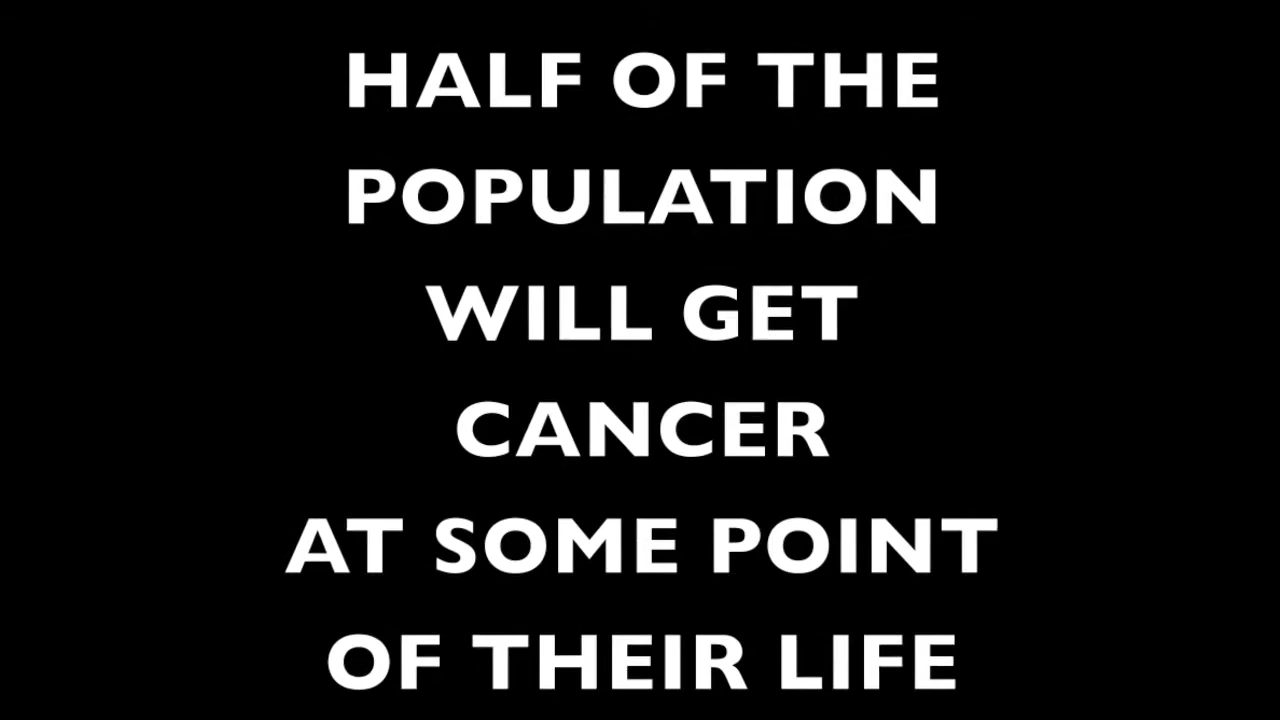 HALF OF THE
POPULATION
WILL GET
CANCER
AT SOME POINT
OF THEIR LIFE